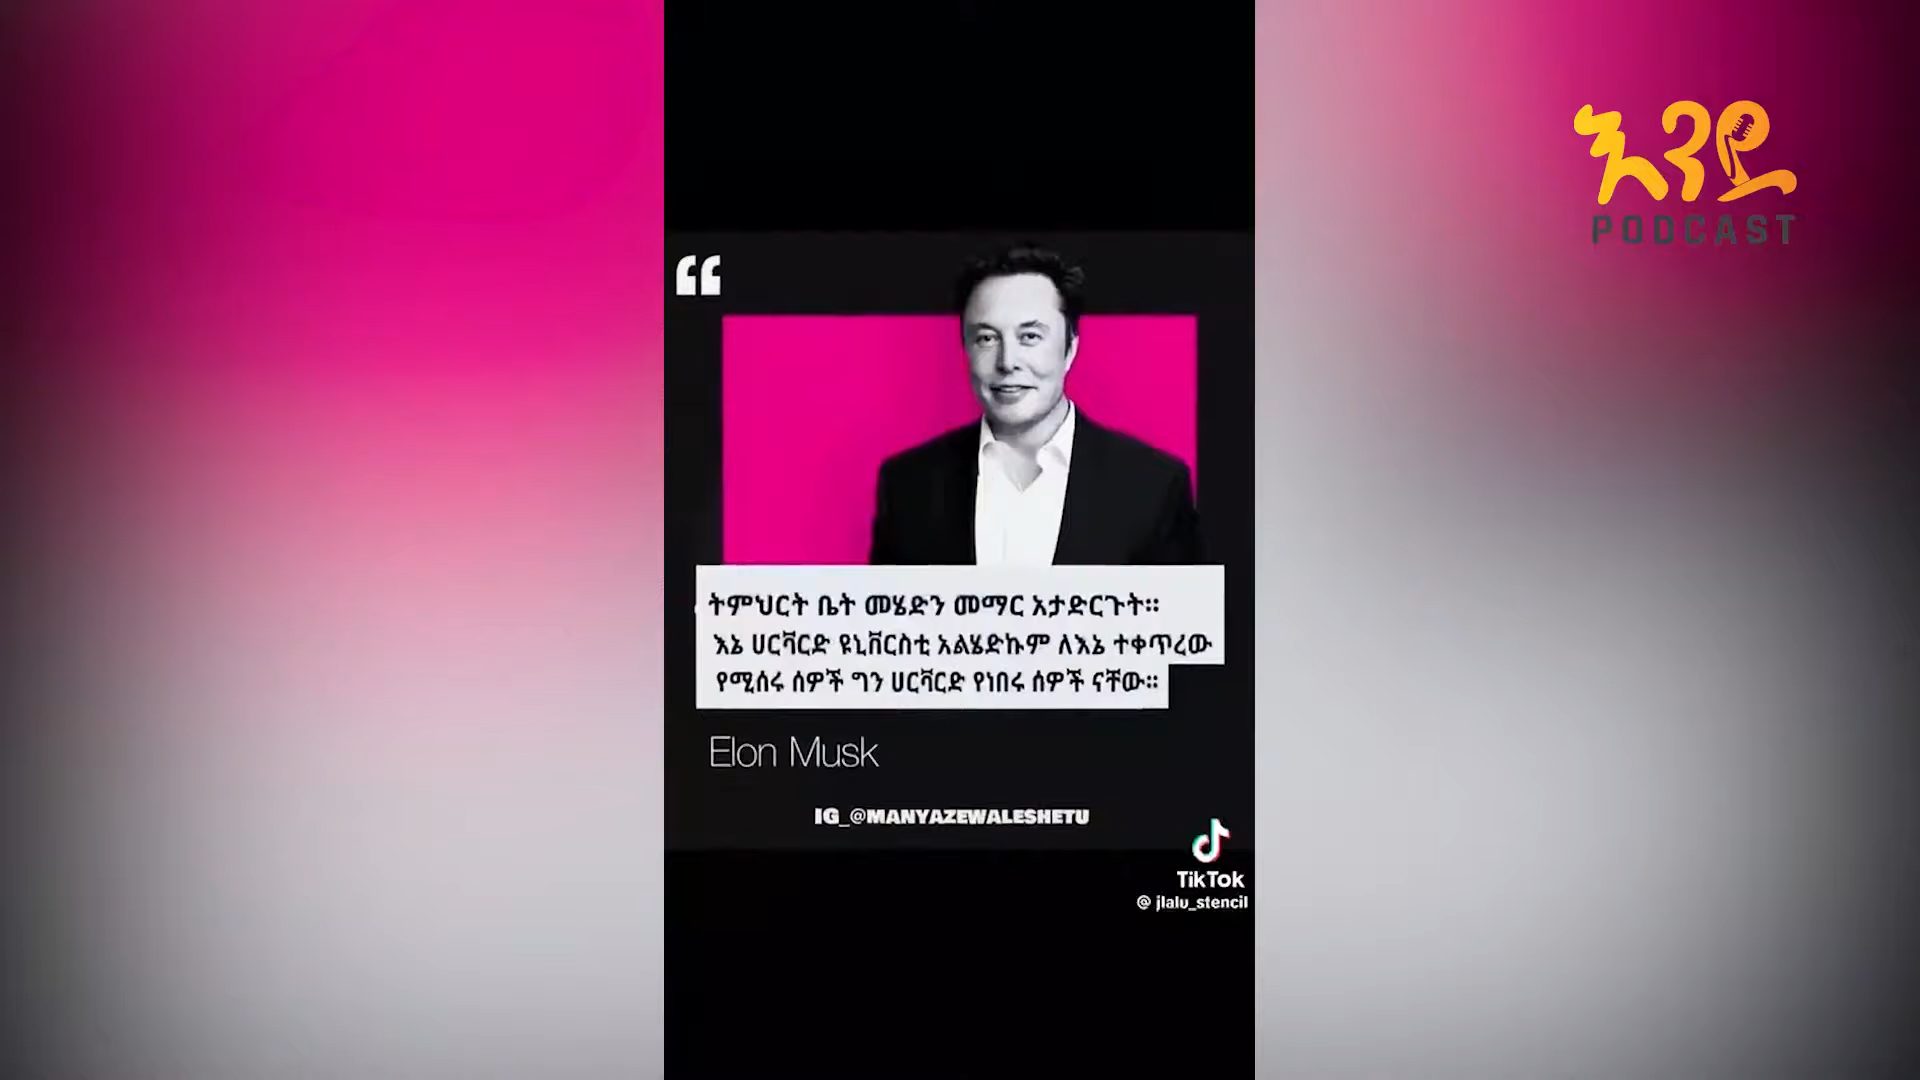 እንደ
PODCAST
“
ትምህርት ቤት መሄድን መማር አታድርጉት።
እኔ ሀርቫርድ ዩኒቨርስቲ አልሄድኩም ለእኔ ተቀጥረው
የሚሰሩ ሰዎች ግን ሀርቫርድ የነበሩ ሰዎች ናቸው።
Elon Musk
IG_@MANYAZEWALESHETU
TikTok
@ jlalu_stencil